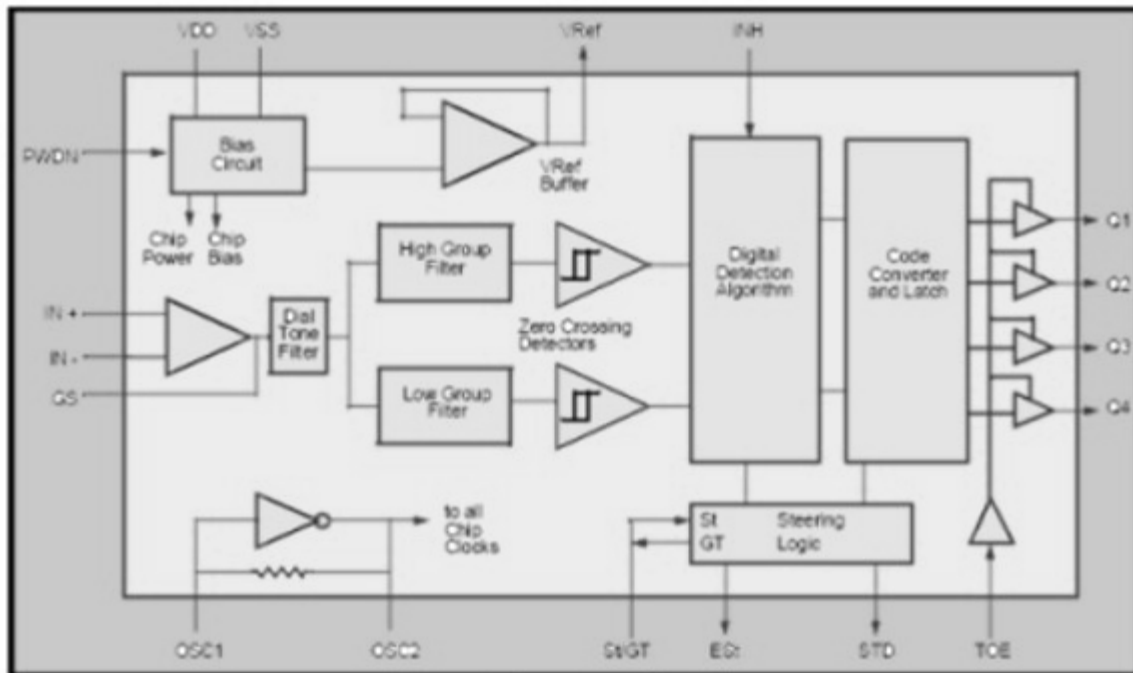 VDD
VSS
VRef
INH
PWDN
Bias
Circuit
VRef
Buffer
Chip
Power
Chip
Bias
High Group
Filter
Digital
Detection
Algorithm
Code
Converter
and Latch
Q1
Q2
Q3
Q4
IN +
IN -
GS
Dial
Tone
Filter
Zero Crossing
Detectors
Low Group
Filter
to all
Chip
Clocks
St
GT
Steering
Logic
OSC1
OSC2
St/GT
ESt
STD
TOE